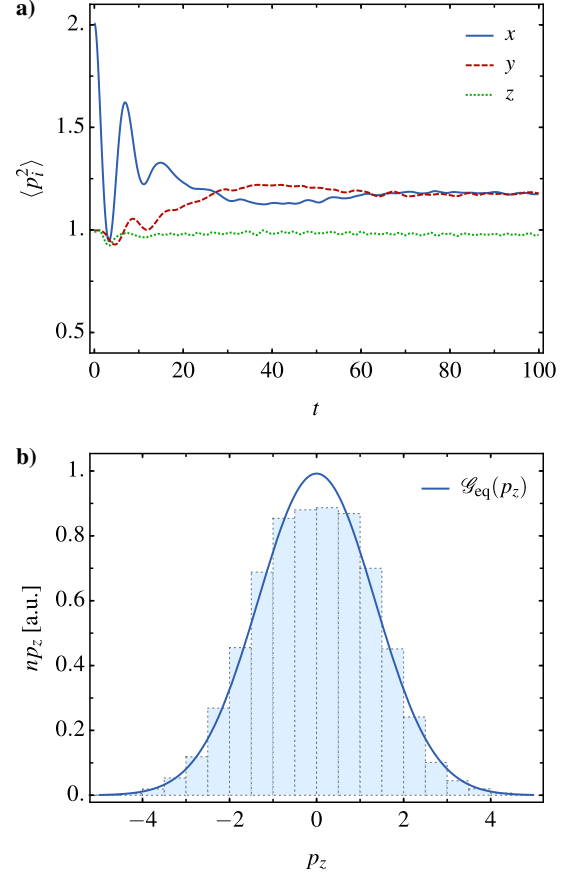 a)
2.
1.5
1.
0.5
⟨p_i^2⟩
x
y
z
0 20 40 60 80 100
t
b)
1.
0.8
0.6
0.4
0.2
0.
np_z [a.u.]
𝒢_eq(p_z)
−4 −2 0 2 4
p_z